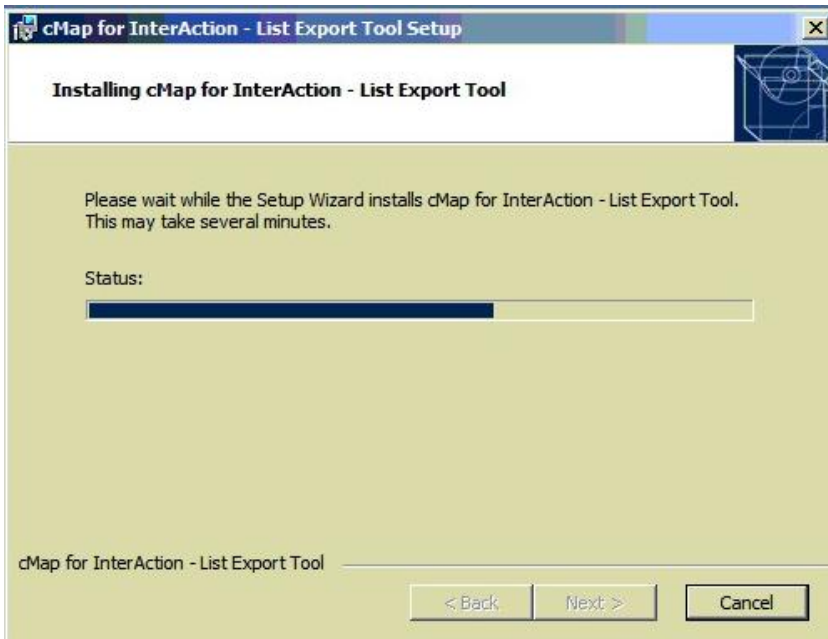 cMap for InterAction - List Export Tool Setup
Installing cMap for InterAction - List Export Tool
Please wait while the Setup Wizard installs cMap for InterAction - List Export Tool.
This may take several minutes.
Status:
cMap for InterAction - List Export Tool
< Back
Next >
Cancel